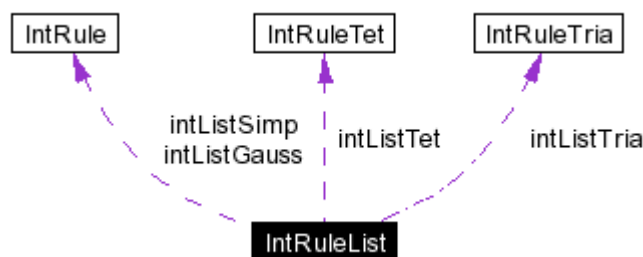 IntRule
IntRuleTet
IntRuleTria
intListSimp
intListGauss
intListTet
intListTria
IntRuleList